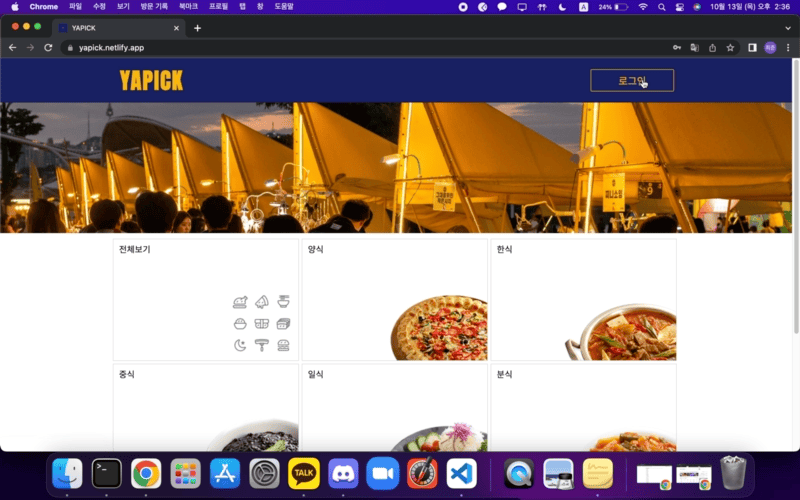 Chrome 파일 수정 보기 방문 기록 북마크 프로필 탭 창 도움말 A 24% 10월 13일 (목) 오후 2:36
YAPICK
yapick.netlify.app
YAPICK
로그인
9
전체보기
양식
한식
중식
일식
분식
TALK